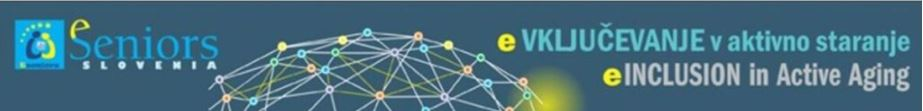 eSeniors
SLOVENIA
e VKLJUČEVANJE v aktivno staranje
eINCLUSION in Active Aging